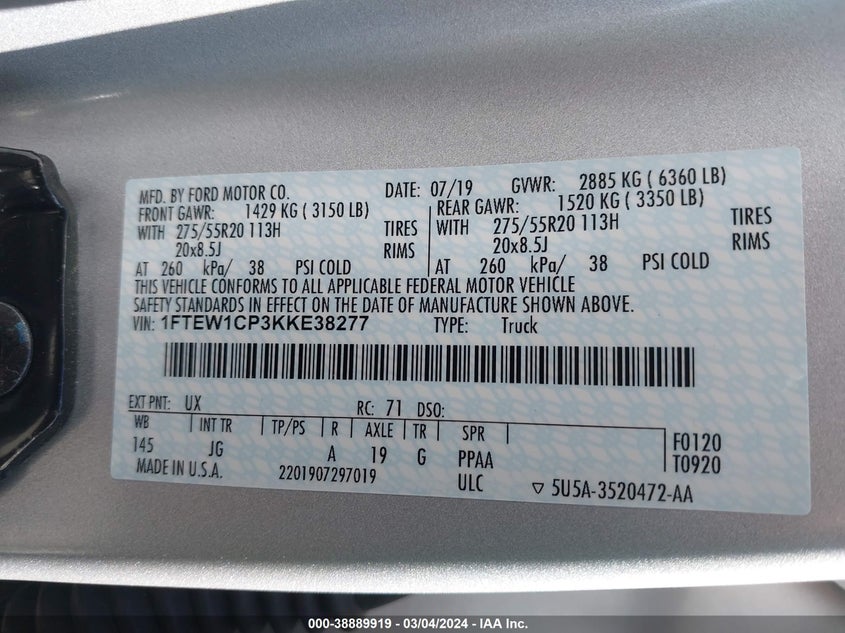 MFD. BY FORD MOTOR CO. DATE: 07/19 GVWR: 2885 KG ( 6360 LB)
FRONT GAWR: 1429 KG ( 3150 LB) REAR GAWR: 1520 KG ( 3350 LB)
WITH 275/55R20 113H TIRES WITH 275/55R20 113H TIRES
20x8.5J RIMS 20x8.5J RIMS
AT 260 kPa/ 38 PSI COLD AT 260 kPa/ 38 PSI COLD
THIS VEHICLE CONFORMS TO ALL APPLICABLE FEDERAL MOTOR VEHICLE
SAFETY STANDARDS IN EFFECT ON THE DATE OF MANUFACTURE SHOWN ABOVE.
VIN: 1FTEW1CP3KKE38277 TYPE: Truck
EXT PNT: UX RC: 71 DSO:
WB INT TR TP/PS R AXLE TR SPR F0120
145 JG A 19 G PPAA T0920
MADE IN U.S.A. 2201907297019 ULC ▽ 5U5A-3520472-AA
000-38889919 - 03/04/2024 - IAA Inc.